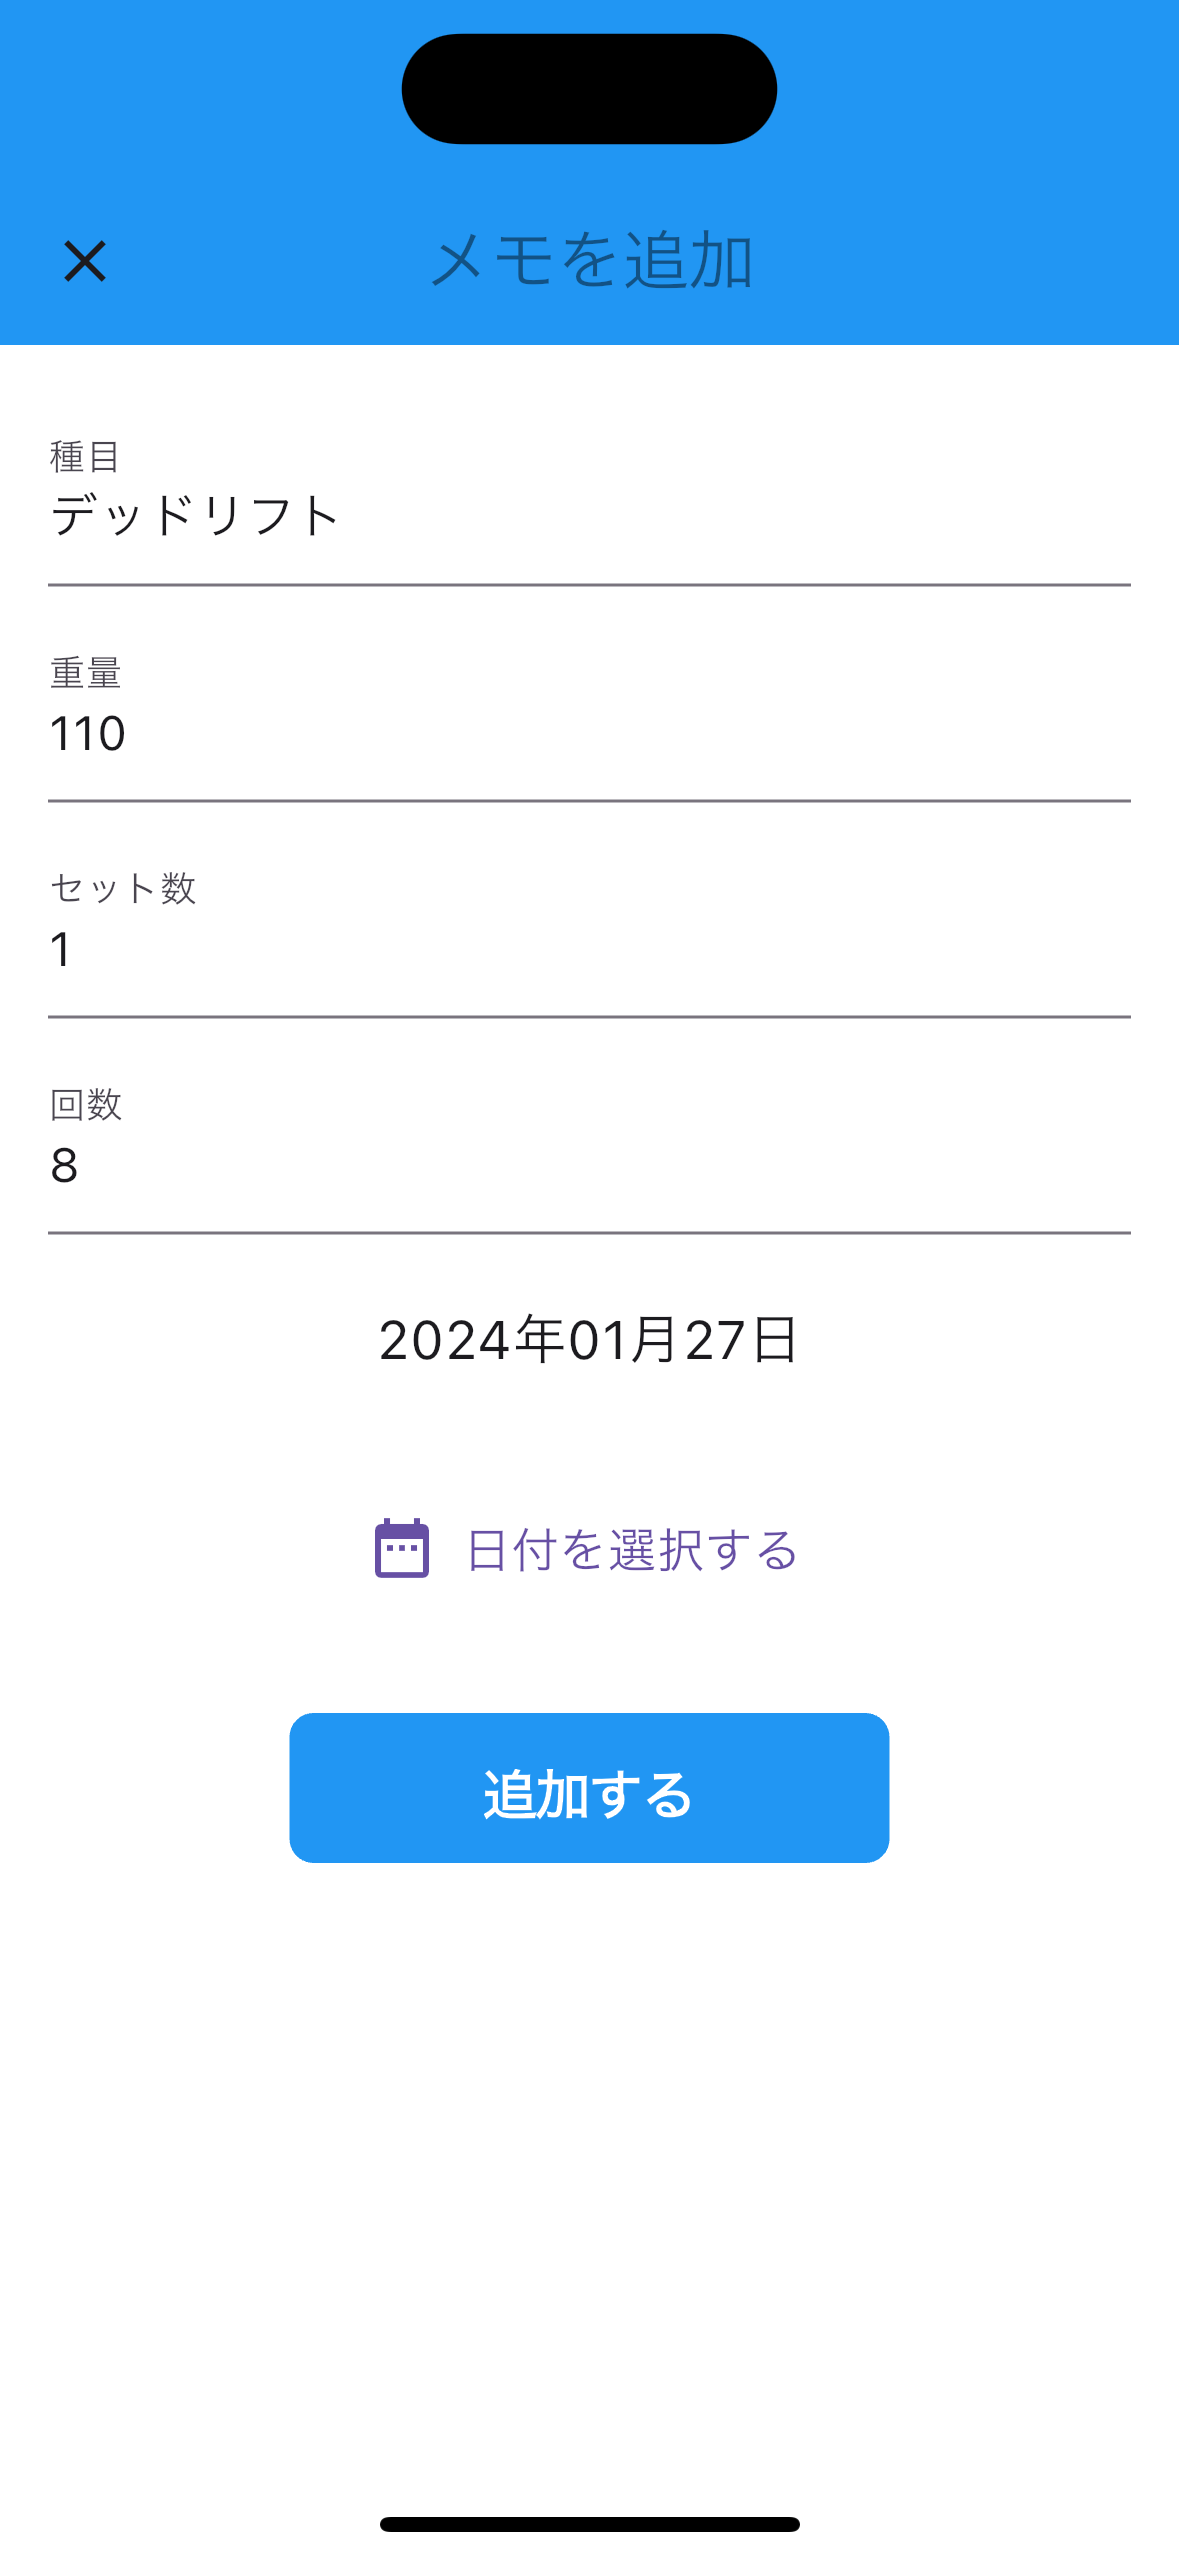 メモを追加
種目
デッドリフト
重量
110
セット数
1
回数
8
2024年01月27日
日付を選択する
追加する